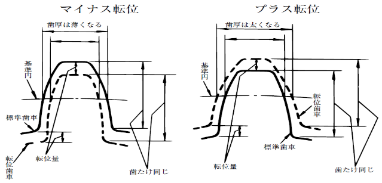 マイナス転位
歯厚は薄くなる
基準円
標準歯車
転位歯車
転位量
歯たけ同じ
プラス転位
歯厚は太くなる
基準円
転位歯車
標準歯車
転位量
歯たけ同じ